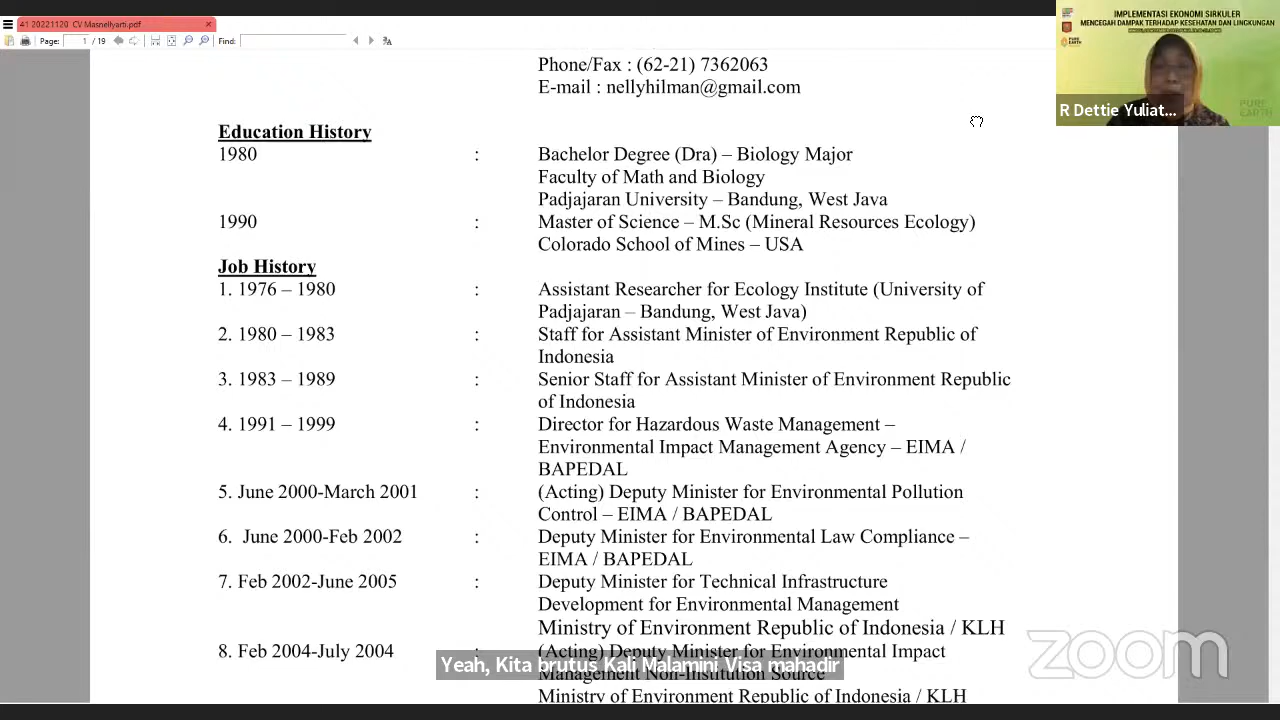 41 20221120 CV Masnellyarti.pdf
Page: 1 / 19 Find:
IMPLEMENTASI EKONOMI SIRKULER
MENCEGAH DAMPAK TERHADAP KESEHATAN DAN LINGKUNGAN
PURE EARTH
R Dettie Yuliat...
Phone/Fax : (62-21) 7362063
E-mail : nellyhilman@gmail.com
Education History
1980 : Bachelor Degree (Dra) – Biology Major
Faculty of Math and Biology
Padjajaran University – Bandung, West Java
1990 : Master of Science – M.Sc (Mineral Resources Ecology)
Colorado School of Mines – USA
Job History
1. 1976 – 1980 : Assistant Researcher for Ecology Institute (University of
Padjajaran – Bandung, West Java)
2. 1980 – 1983 : Staff for Assistant Minister of Environment Republic of
Indonesia
3. 1983 – 1989 : Senior Staff for Assistant Minister of Environment Republic
of Indonesia
4. 1991 – 1999 : Director for Hazardous Waste Management –
Environmental Impact Management Agency – EIMA /
BAPEDAL
5. June 2000-March 2001 : (Acting) Deputy Minister for Environmental Pollution
Control – EIMA / BAPEDAL
6. June 2000-Feb 2002 : Deputy Minister for Environmental Law Compliance –
EIMA / BAPEDAL
7. Feb 2002-June 2005 : Deputy Minister for Technical Infrastructure
Development for Environmental Management
Ministry of Environment Republic of Indonesia / KLH
8. Feb 2004-July 2004 : (Acting) Deputy Minister for Environmental Impact
Management Non-Institution Source
Ministry of Environment Republic of Indonesia / KLH
Yeah, Kita brutus Kali Malamini Visa mahadir
zoom